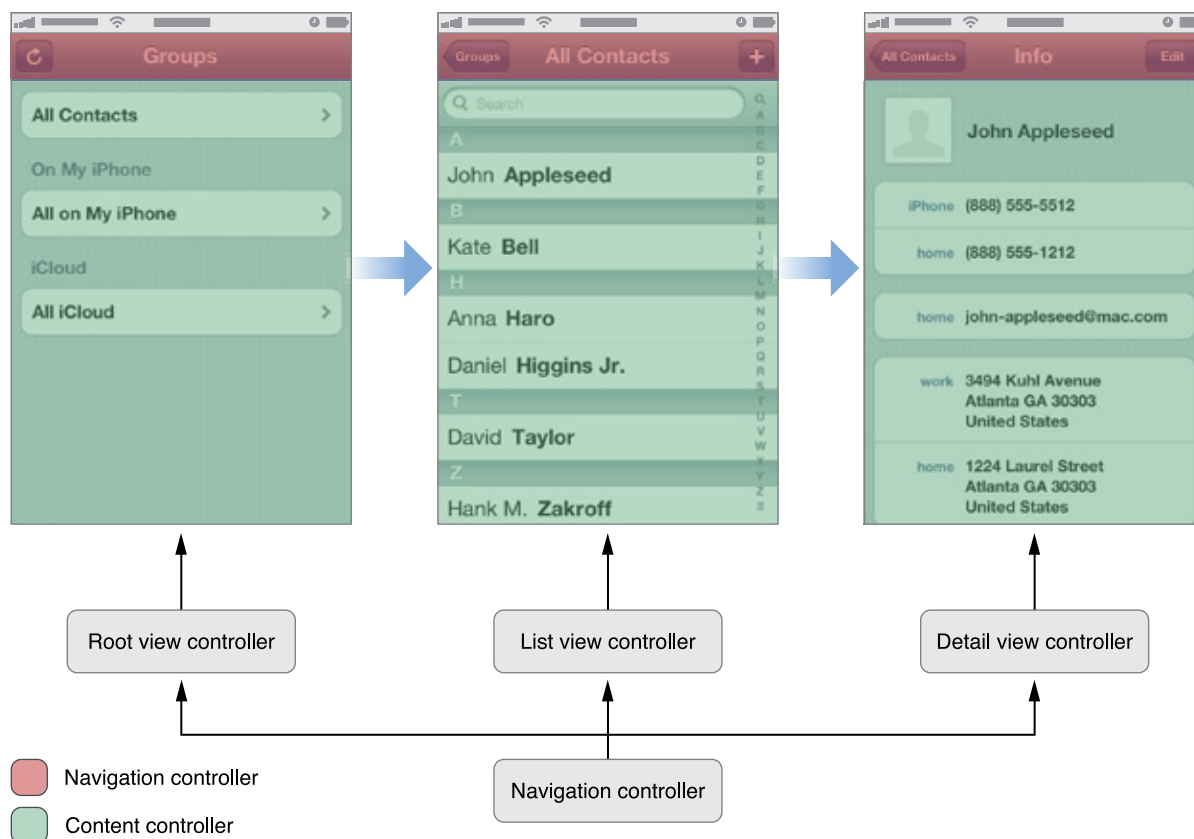 Groups
All Contacts
On My iPhone
All on My iPhone
iCloud
All iCloud
Groups
All Contacts
+
Search
A
John Appleseed
B
Kate Bell
H
Anna Haro
Daniel Higgins Jr.
T
David Taylor
Z
Hank M. Zakroff
A
B
C
D
E
F
G
H
I
J
K
L
M
N
O
P
Q
R
S
T
U
V
W
X
Y
Z
#
All Contacts
Info
Edit
John Appleseed
iPhone (888) 555-5512
home (888) 555-1212
home john-appleseed@mac.com
work 3494 Kuhl Avenue
Atlanta GA 30303
United States
home 1224 Laurel Street
Atlanta GA 30303
United States
Root view controller
List view controller
Detail view controller
Navigation controller
Navigation controller
Content controller